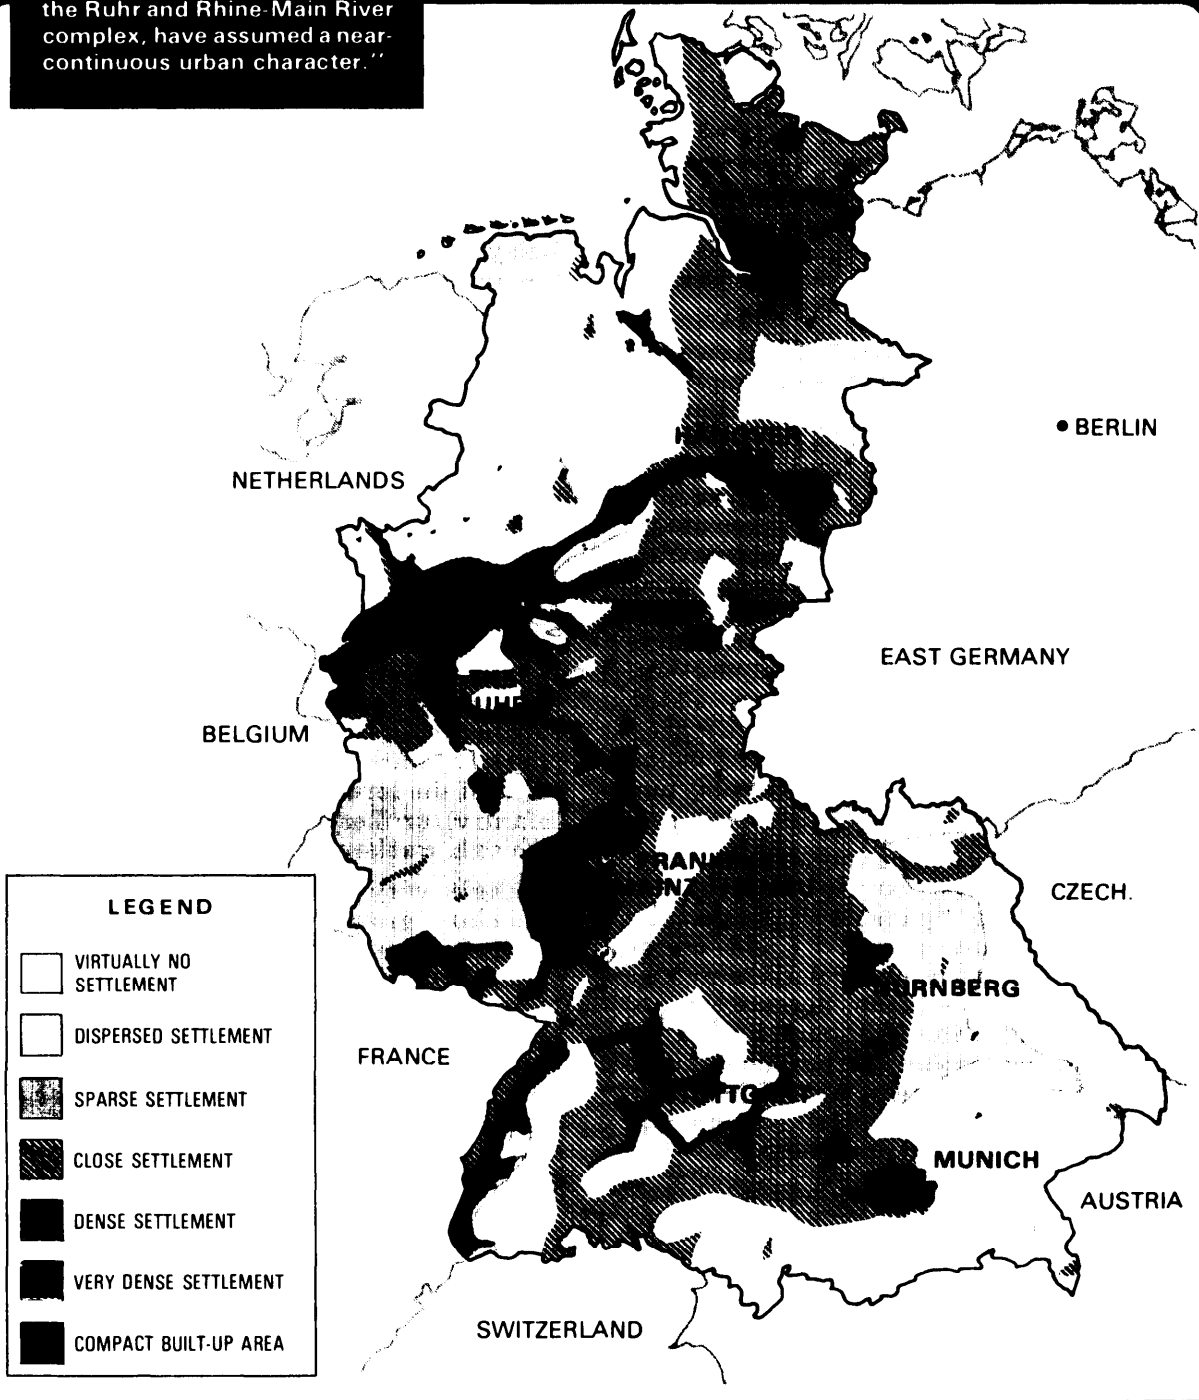 the Ruhr and Rhine-Main River
complex, have assumed a near-
continuous urban character.”
BERLIN
NETHERLANDS
EAST GERMANY
BELGIUM
LEGEND
VIRTUALLY NO
SETTLEMENT
DISPERSED SETTLEMENT
SPARSE SETTLEMENT
CLOSE SETTLEMENT
DENSE SETTLEMENT
VERY DENSE SETTLEMENT
COMPACT BUILT-UP AREA
CZECH.
FRANCE
MUNICH
AUSTRIA
SWITZERLAND